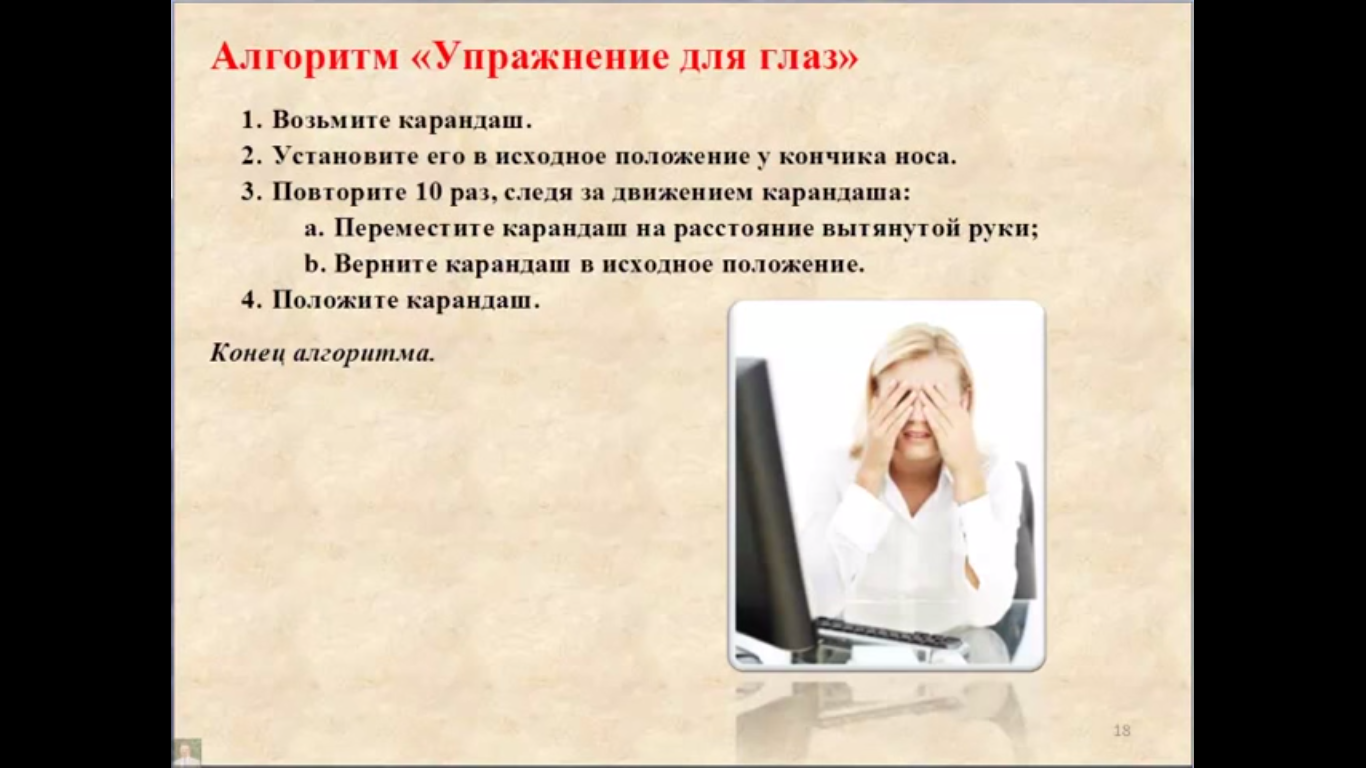 Алгоритм «Упражнение для глаз»
1. Возьмите карандаш.
2. Установите его в исходное положение у кончика носа.
3. Повторите 10 раз, следя за движением карандаша:
a. Переместите карандаш на расстояние вытянутой руки;
b. Верните карандаш в исходное положение.
4. Положите карандаш.
Конец алгоритма.
18